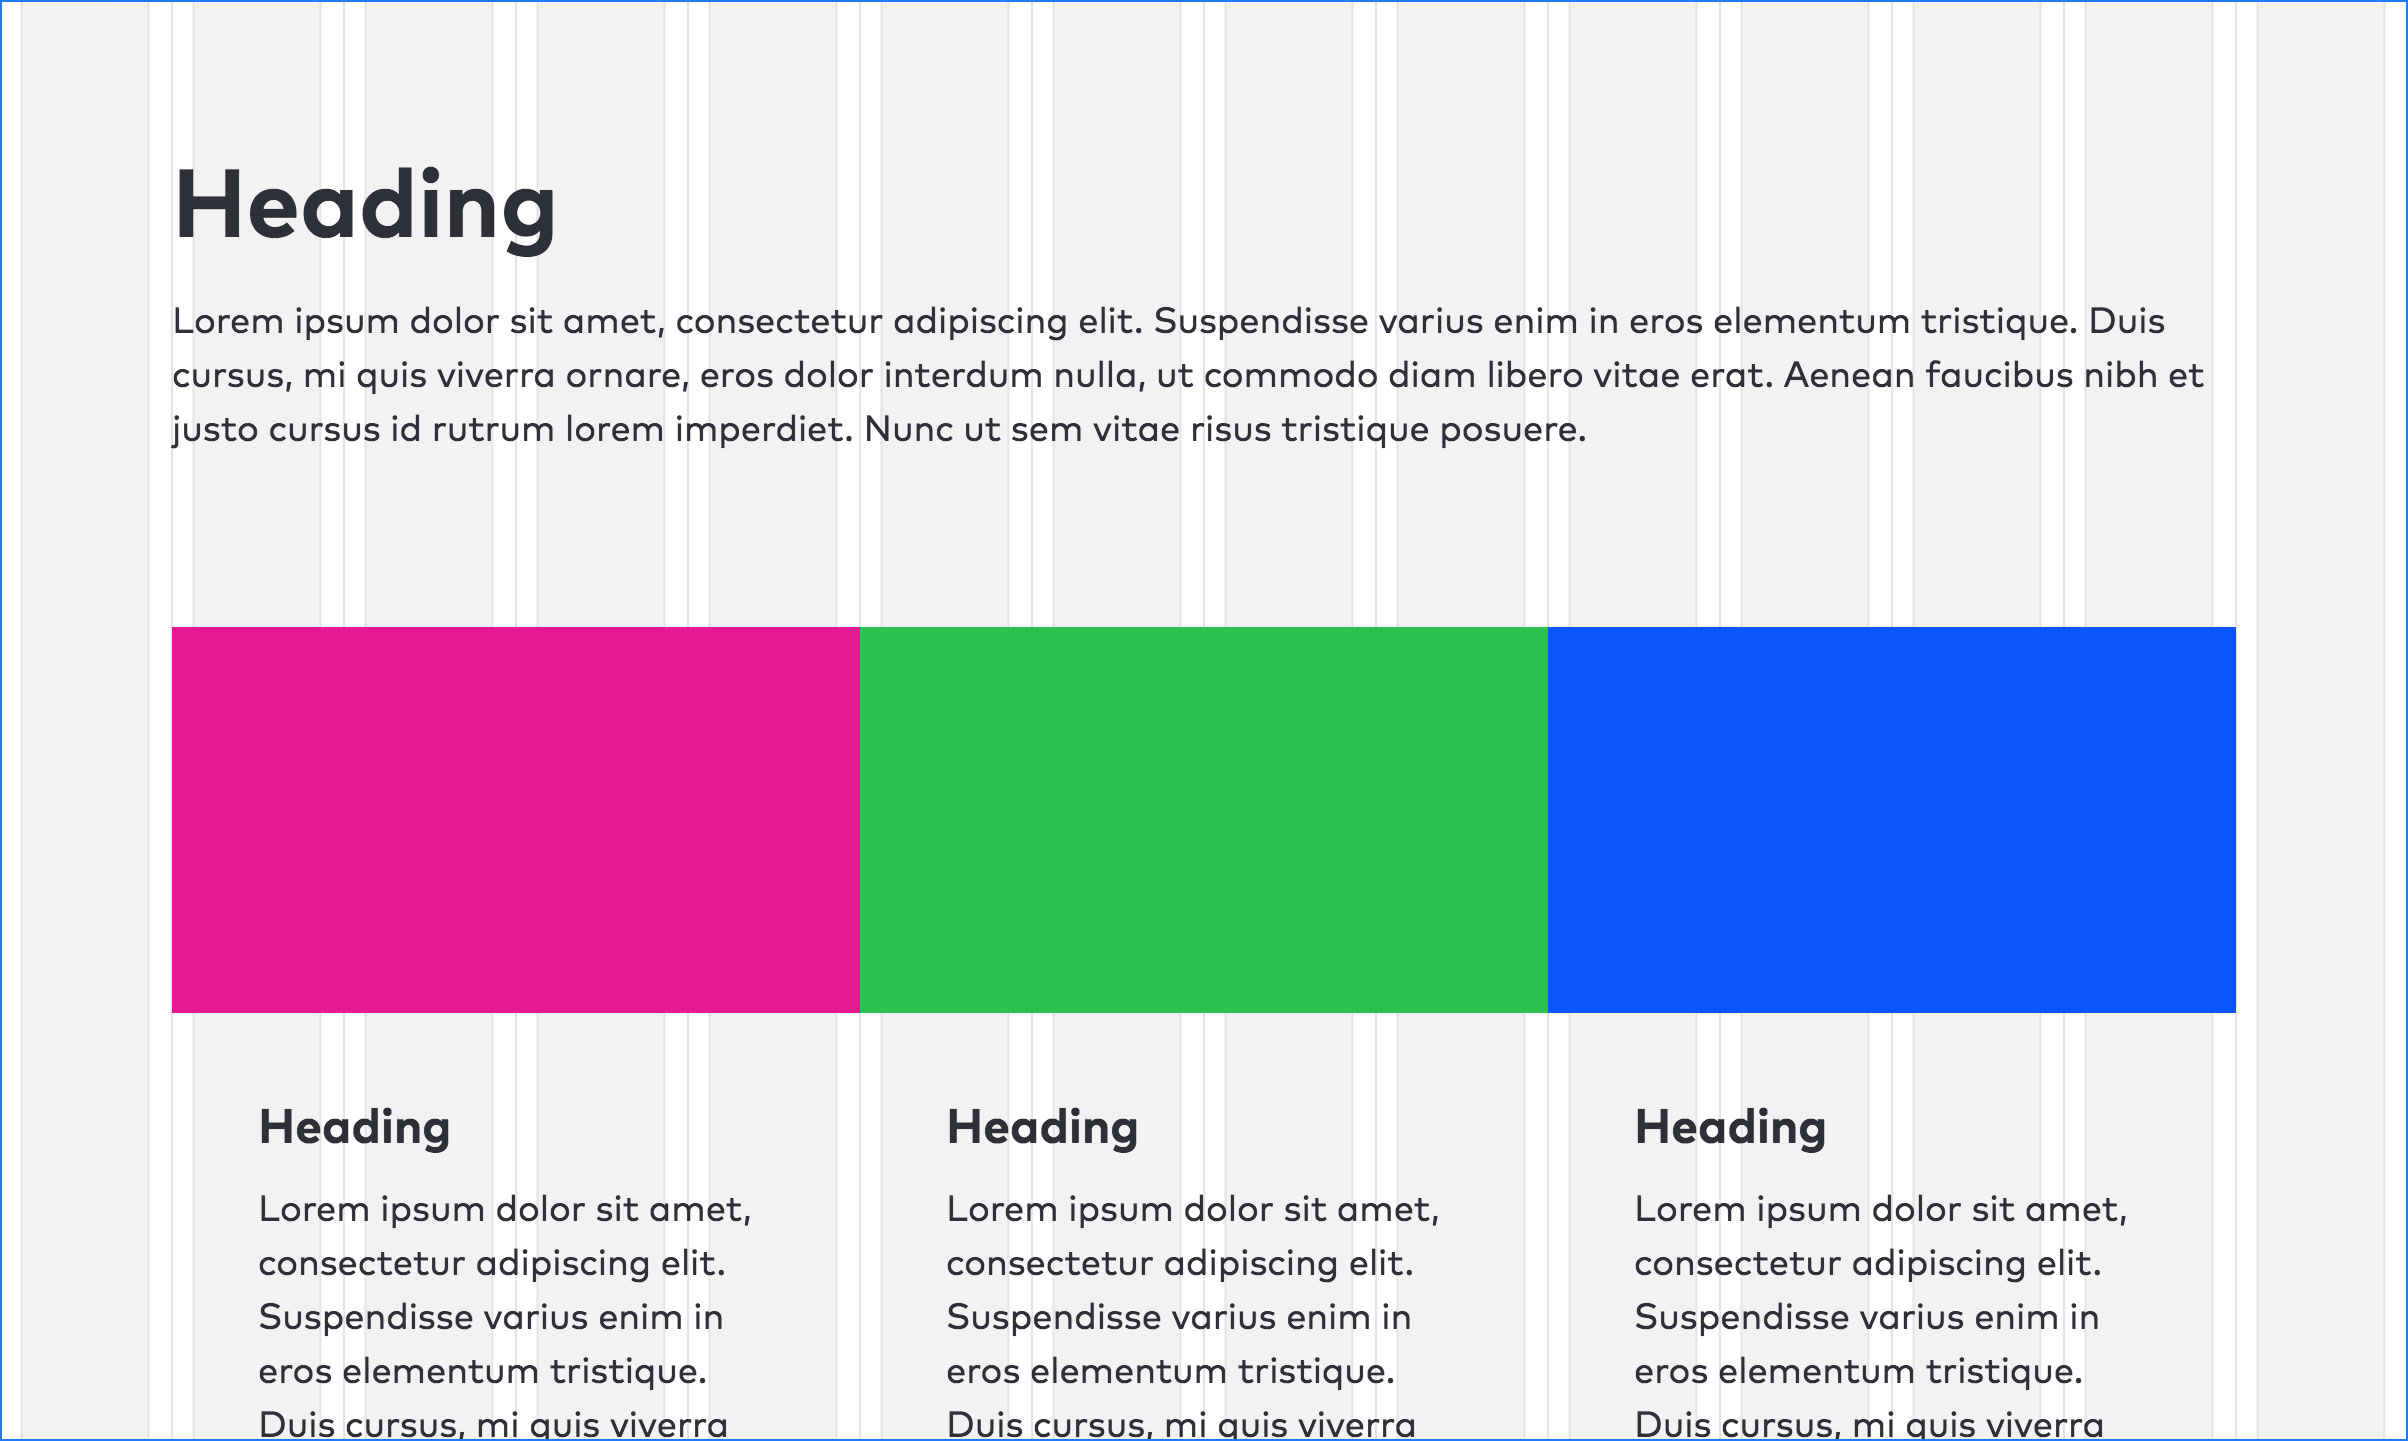 Heading
Lorem ipsum dolor sit amet, consectetur adipiscing elit. Suspendisse varius enim in eros elementum tristique. Duis
cursus, mi quis viverra ornare, eros dolor interdum nulla, ut commodo diam libero vitae erat. Aenean faucibus nibh et
justo cursus id rutrum lorem imperdiet. Nunc ut sem vitae risus tristique posuere.
Heading
Lorem ipsum dolor sit amet,
consectetur adipiscing elit.
Suspendisse varius enim in
eros elementum tristique.
Duis cursus, mi quis viverra
Heading
Lorem ipsum dolor sit amet,
consectetur adipiscing elit.
Suspendisse varius enim in
eros elementum tristique.
Duis cursus, mi quis viverra
Heading
Lorem ipsum dolor sit amet,
consectetur adipiscing elit.
Suspendisse varius enim in
eros elementum tristique.
Duis cursus, mi quis viverra